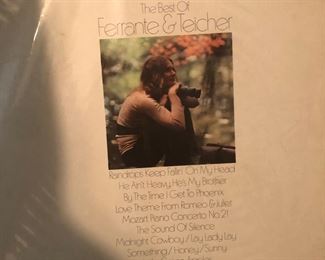 The Best Of
Ferrante & Teicher
Raindrops Keep Fallin' On My Head
He Ain't Heavy, He's My Brother
By The Time I Get To Phoenix
Love Theme From Romeo & Juliet
Mozart Piano Concerto No. 21
The Sound Of Silence
Midnight Cowboy / Lay Lady Lay
Something / Honey / Sunny